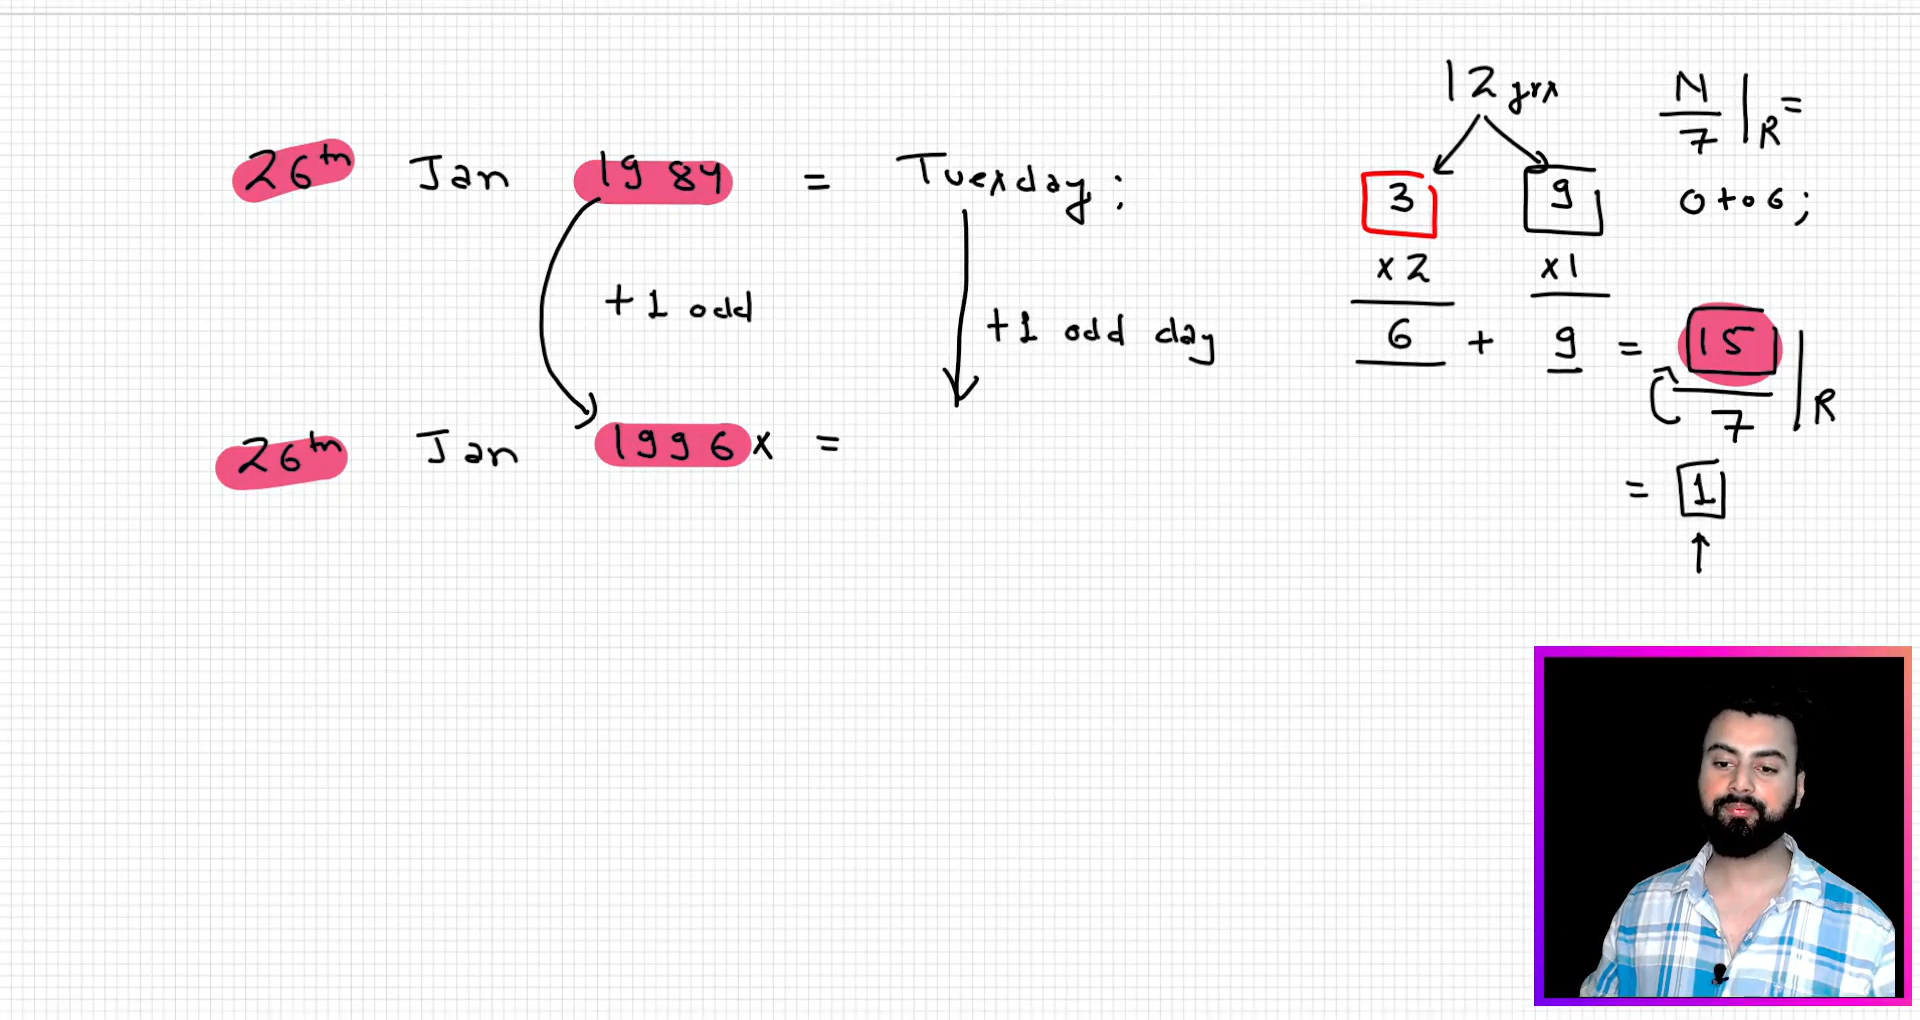 26th Jan 1984 = Tuesday;
+1 odd
+1 odd day
26th Jan 1996 x =
12 yrs
3 9
x2 x1
6 + 9 = 15
7 | R
= 1
N
7 | R =
0 to 6;